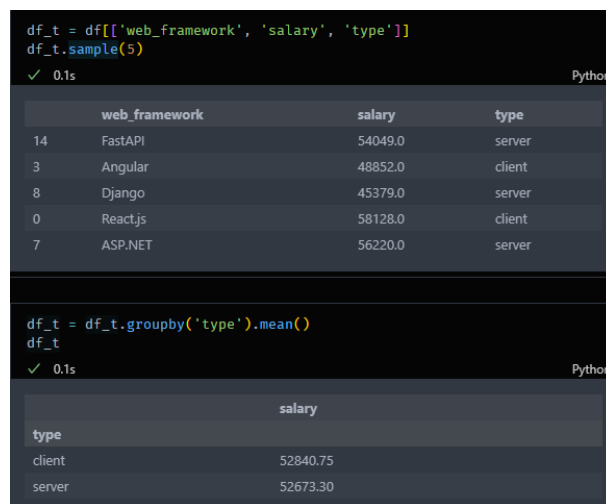 df_t = df[['web_framework', 'salary', 'type']]
df_t.sample(5)
✓ 0.1s Pytho
web_framework salary type
14 FastAPI 54049.0 server
3 Angular 48852.0 client
8 Django 45379.0 server
0 React.js 58128.0 client
7 ASP.NET 56220.0 server
df_t = df_t.groupby('type').mean()
df_t
✓ 0.1s Pytho
salary
type
client 52840.75
server 52673.30